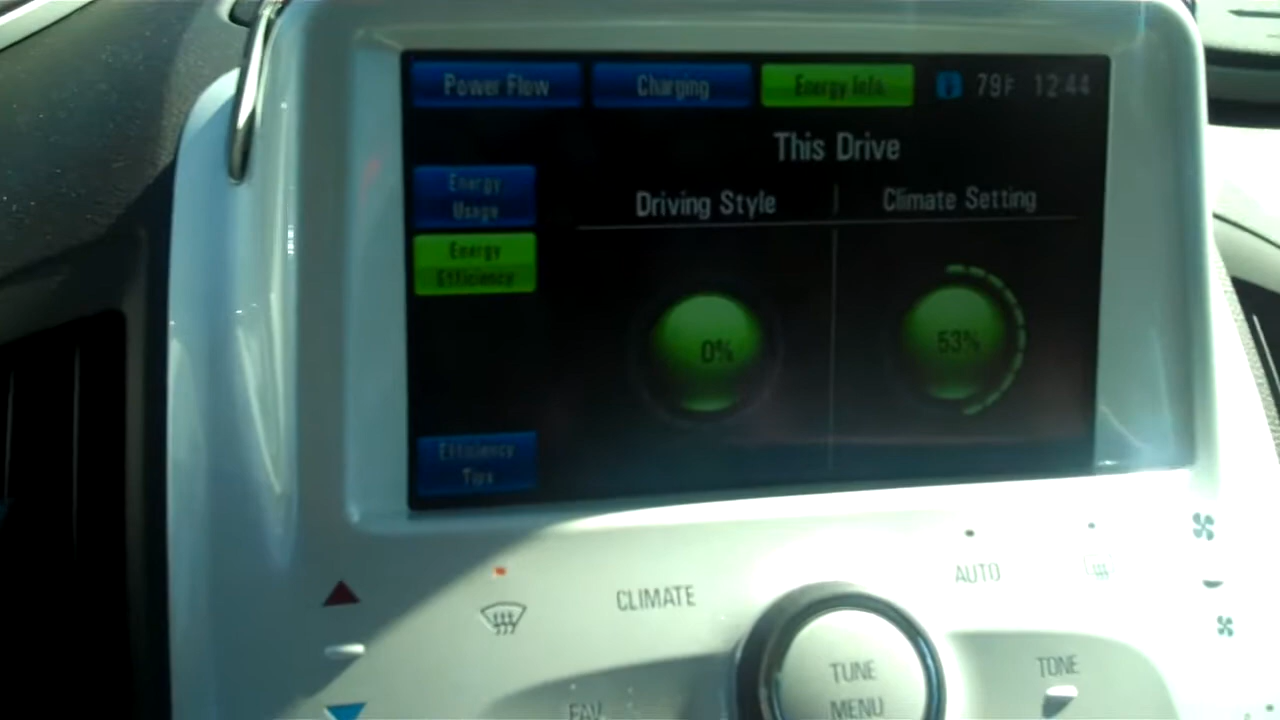 Power Flow Charging Energy Info 79F 12:44
This Drive
Energy
Usage
Driving Style Climate Setting
Energy
Efficiency
0% 53%
Efficiency
Tips
AUTO
CLIMATE
TUNE
MENU
TONE
FAV